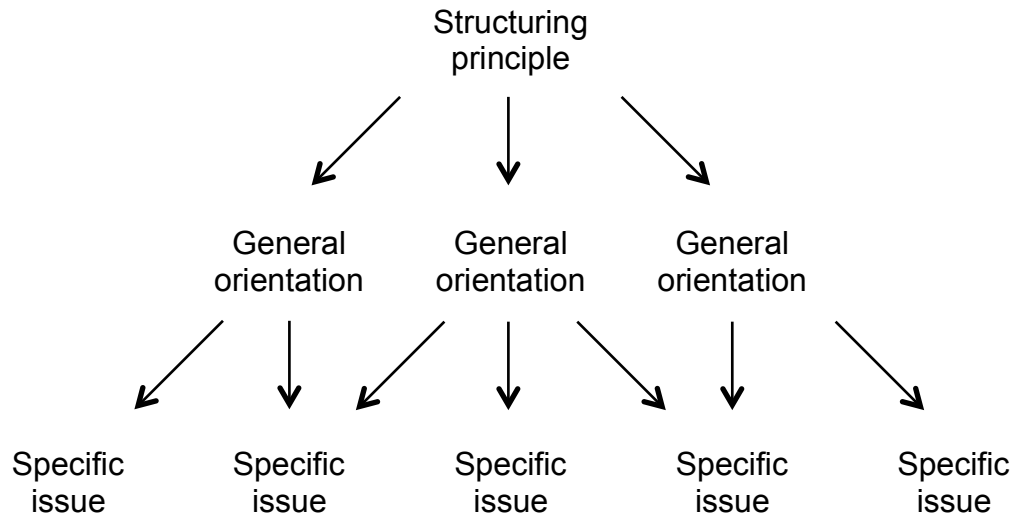 Structuring
principle
General
orientation
General
orientation
General
orientation
Specific
issue
Specific
issue
Specific
issue
Specific
issue
Specific
issue